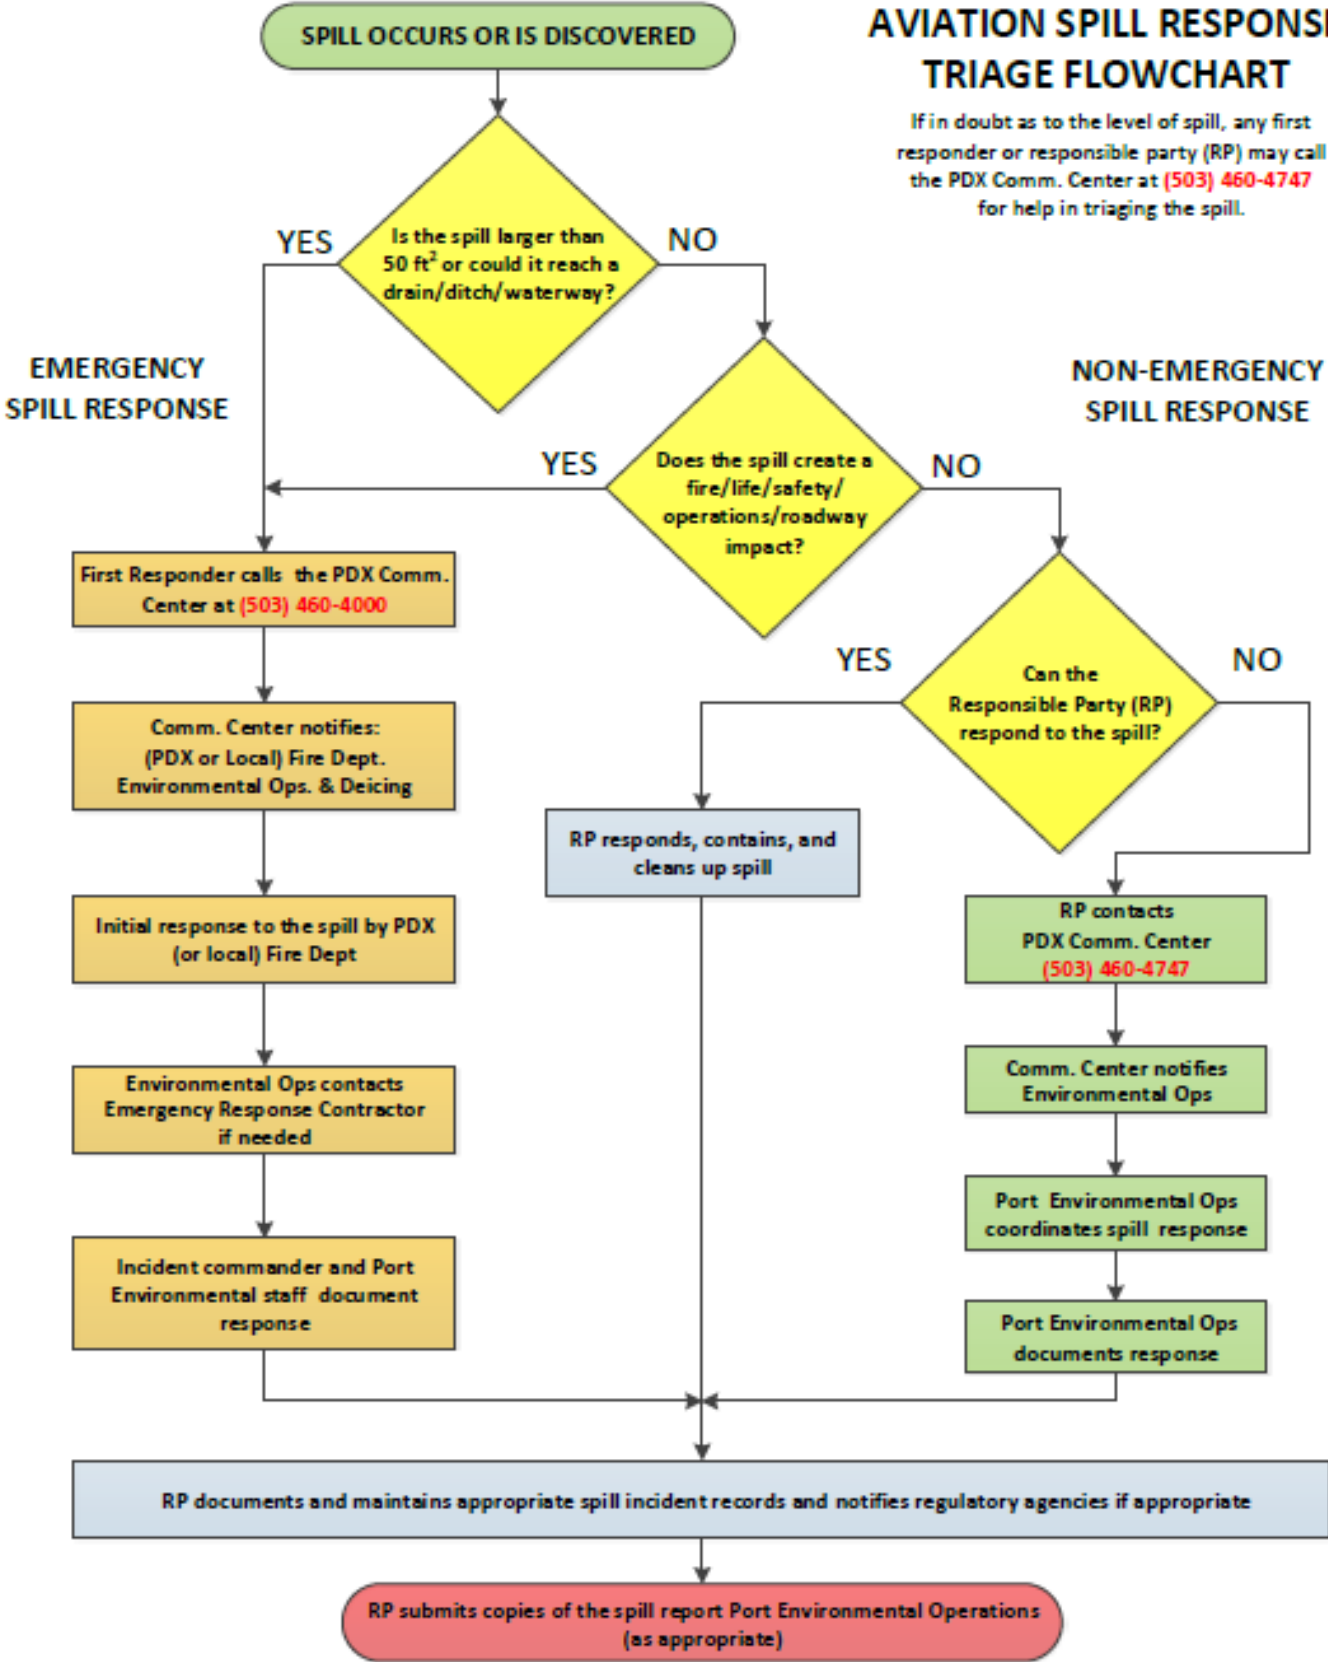 SPILL OCCURS OR IS DISCOVERED
AVIATION SPILL RESPONSE
TRIAGE FLOWCHART
If in doubt as to the level of spill, any first
responder or responsible party (RP) may call
the PDX Comm. Center at (503) 460-4747
for help in triaging the spill.
YES
Is the spill larger than
50 ft² or could it reach a
drain/ditch/waterway?
NO
EMERGENCY
SPILL RESPONSE
NON-EMERGENCY
SPILL RESPONSE
YES
Does the spill create a
fire/life/safety/
operations/roadway
impact?
NO
First Responder calls the PDX Comm.
Center at (503) 460-4000
YES
Can the
Responsible Party (RP)
respond to the spill?
NO
Comm. Center notifies:
(PDX or Local) Fire Dept.
Environmental Ops. & Deicing
RP responds, contains, and
cleans up spill
Initial response to the spill by PDX
(or local) Fire Dept
RP contacts
PDX Comm. Center
(503) 460-4747
Environmental Ops contacts
Emergency Response Contractor
if needed
Comm. Center notifies
Environmental Ops
Port Environmental Ops
coordinates spill response
Incident commander and Port
Environmental staff document
response
Port Environmental Ops
documents response
RP documents and maintains appropriate spill incident records and notifies regulatory agencies if appropriate
RP submits copies of the spill report Port Environmental Operations
(as appropriate)